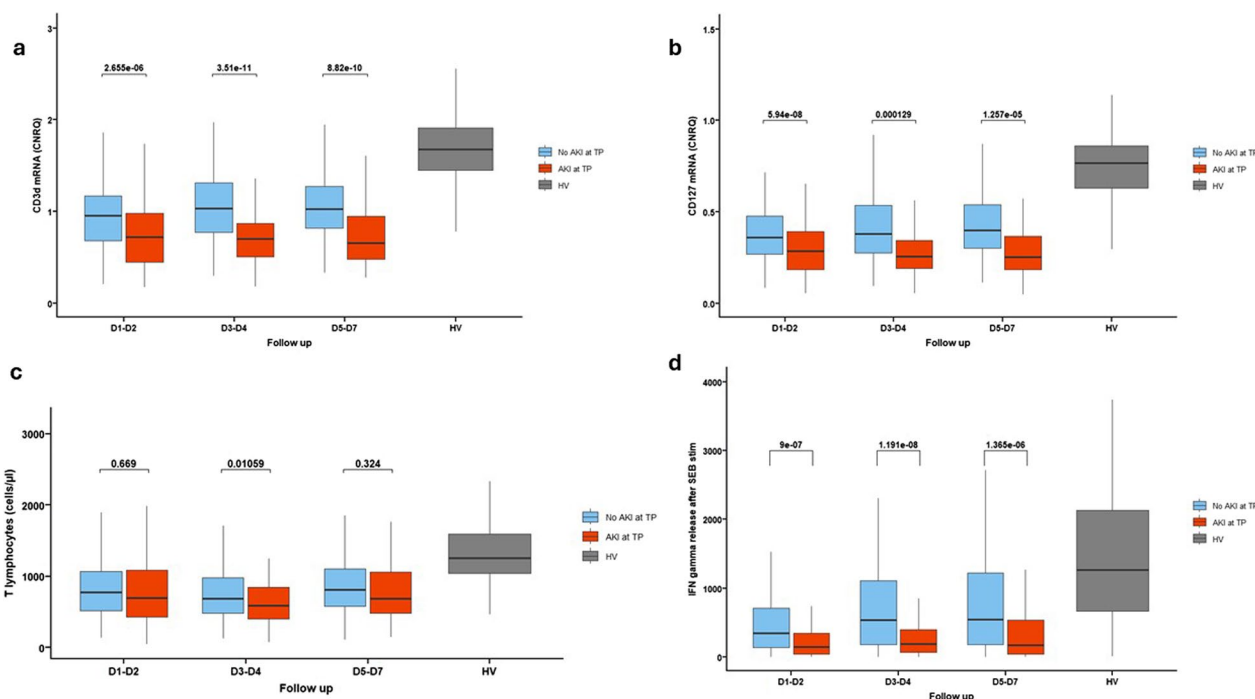 a
CD3d mRNA (CNRQ)
3
2
1
0
2.655e-06
3.51e-11
8.82e-10
D1-D2
D3-D4
D5-D7
HV
Follow up
No AKI at TP
AKI at TP
HV
b
CD127 mRNA (CNRQ)
1.5
1.0
0.5
0.0
5.94e-08
0.000129
1.257e-05
D1-D2
D3-D4
D5-D7
HV
Follow up
No AKI at TP
AKI at TP
HV
c
T lymphocytes (cells/µl)
3000
2000
1000
0
0.669
0.01059
0.324
D1-D2
D3-D4
D5-D7
HV
Follow up
No AKI at TP
AKI at TP
HV
d
IFN gamma release after SEB stim
4000
3000
2000
1000
0
9e-07
1.191e-08
1.365e-06
D1-D2
D3-D4
D5-D7
HV
Follow up
No AKI at TP
AKI at TP
HV